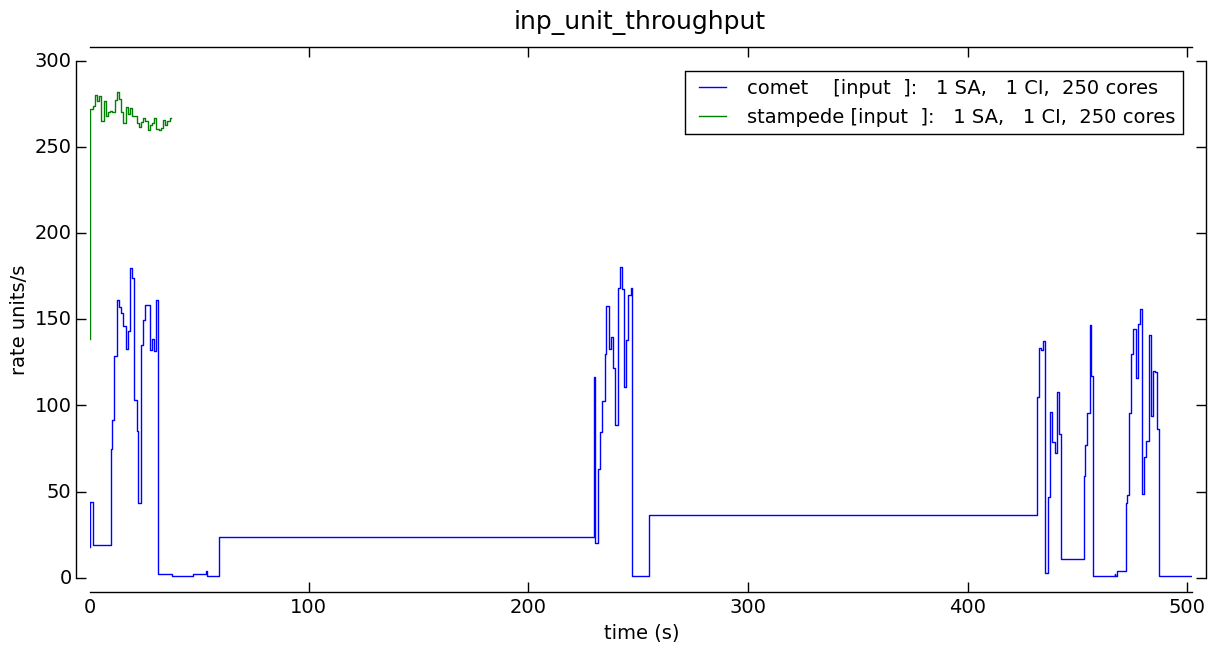 inp_unit_throughput
300
250
200
150
100
50
0
rate units/s
comet    [input  ]:   1 SA,   1 CI,  250 cores
stampede [input  ]:   1 SA,   1 CI,  250 cores
0 100 200 300 400 500
time (s)